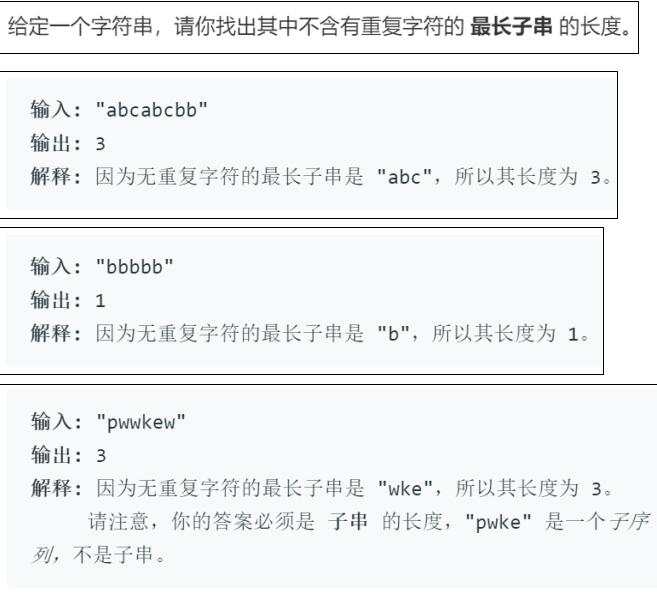 给定一个字符串，请你找出其中不含有重复字符的 最长子串 的长度。
输入: "abcabcbb"
输出: 3
解释: 因为无重复字符的最长子串是 "abc"，所以其长度为 3。
输入: "bbbbb"
输出: 1
解释: 因为无重复字符的最长子串是 "b"，所以其长度为 1。
输入: "pwwkew"
输出: 3
解释: 因为无重复字符的最长子串是 "wke"，所以其长度为 3。
请注意，你的答案必须是 子串 的长度，"pwke" 是一个子序
列，不是子串。